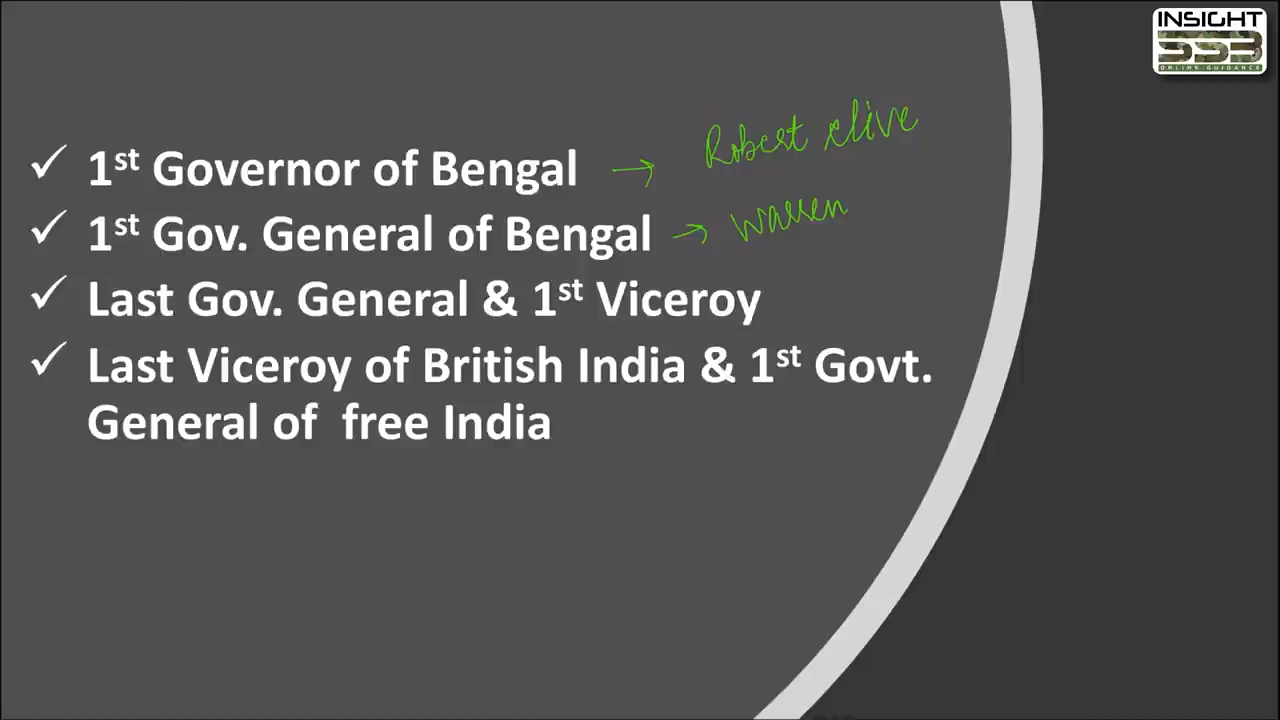 INSIGHT
SSB
ONLINE GUIDANCE
✓ 1st Governor of Bengal → Robert clive
✓ 1st Gov. General of Bengal → warren
✓ Last Gov. General & 1st Viceroy
✓ Last Viceroy of British India & 1st Govt.
General of free India